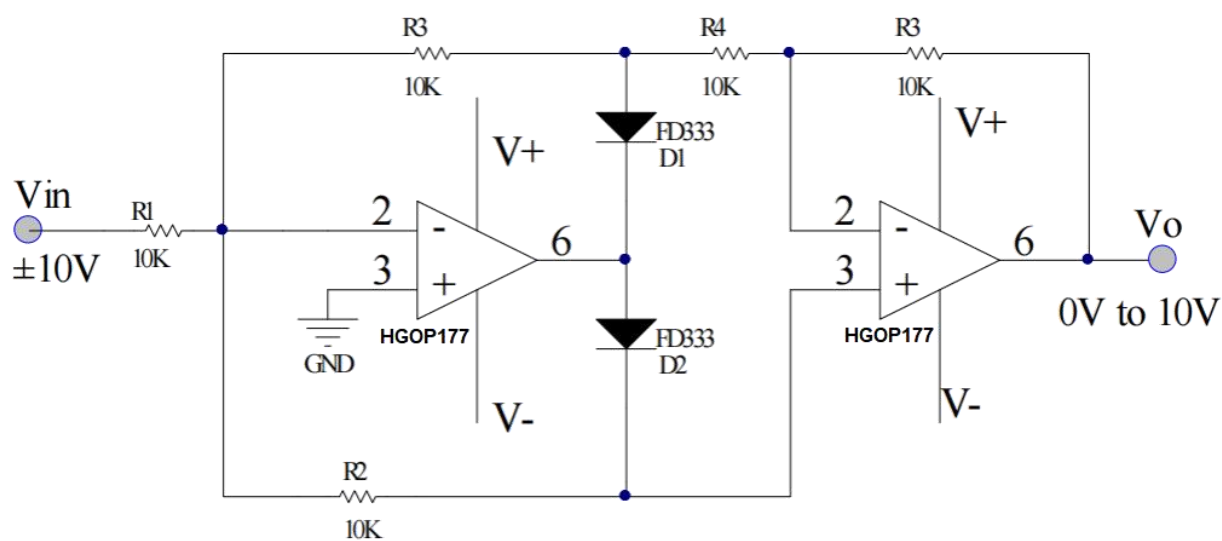 R3
10K
R4
10K
R3
10K
FD333
D1
V+
V+
Vin
±10V
R1
10K
2
-
3
+
6
HGOP177
GND
V-
FD333
D2
2
-
3
+
6
HGOP177
V-
Vo
0V to 10V
R2
10K